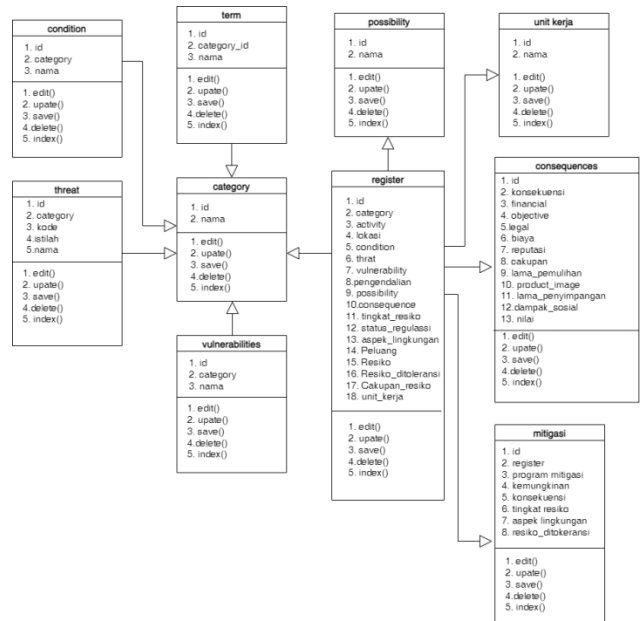 condition
1. id
2. category
3. nama
1. edit()
2. upate()
3. save()
4.delete()
5. index()
term
1. id
2. category_id
3. nama
1. edit()
2. upate()
3. save()
4.delete()
5. index()
possibility
1. id
2. nama
1. edit()
2. upate()
3. save()
4.delete()
5. index()
unit kerja
1. id
2. nama
1. edit()
2. upate()
3. save()
4.delete()
5. index()
threat
1. id
2. category
3. kode
4.istilah
5.nama
1. edit()
2. upate()
3. save()
4.delete()
5. index()
category
1. id
2. nama
1. edit()
2. upate()
3. save()
4.delete()
5. index()
register
1. id
2. category
3. activity
4. lokasi
5. condition
6. thrat
7. vulnerability
8.pengendalian
9. possibility
10.consequence
11. tingkat_resiko
12. status_regulassi
13. aspek_lingkungan
14. Peluang
15. Resiko
16. Resiko_ditoleransi
17. Cakupan_resiko
18. unit_kerja
1. edit()
2. upate()
3. save()
4.delete()
5. index()
consequences
1. id
2. konsekuensi
3. financial
4. objective
5.legal
6. biaya
7. reputasi
8. cakupan
9. lama_pemulihan
10. product_image
11. lama_penyimpangan
12.dampak_sosial
13. nilai
1. edit()
2. upate()
3. save()
4.delete()
5. index()
vulnerabilities
1. id
2. category
3. nama
1. edit()
2. upate()
3. save()
4.delete()
5. index()
mitigasi
1. id
2. register
3. program mitigasi
4. kemungkinan
5. konsekuensi
6. tingkat resiko
7. aspek lingkungan
8. resiko_ditokeransi
1. edit()
2. upate()
3. save()
4.delete()
5. index()